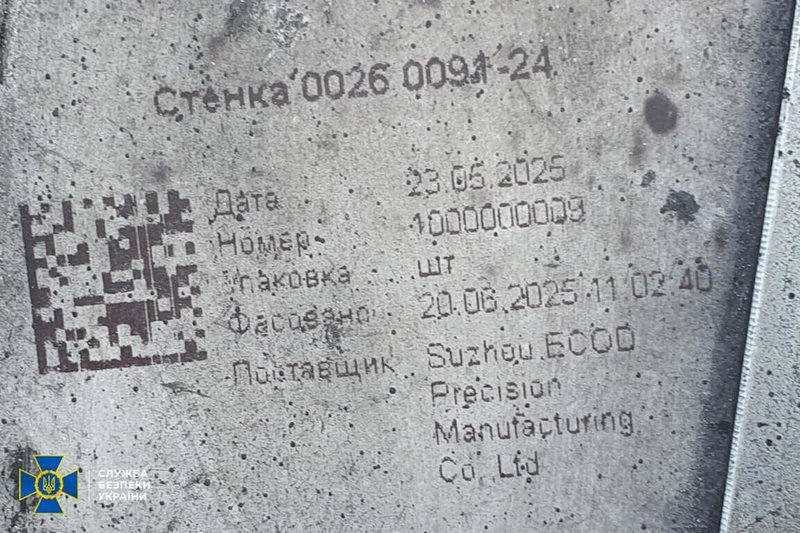 Стенка 0026 0091-24
Дата 23.05.2025
Номер 1000000009
Упаковка шт
Фасовано 20.06.2025 11 02 40
Поставщик Suzhou ECOD
Precision
Manufacturing
Co.,Ltd
СЛУЖБА
БЕЗПЕКИ
УКРАЇНИ